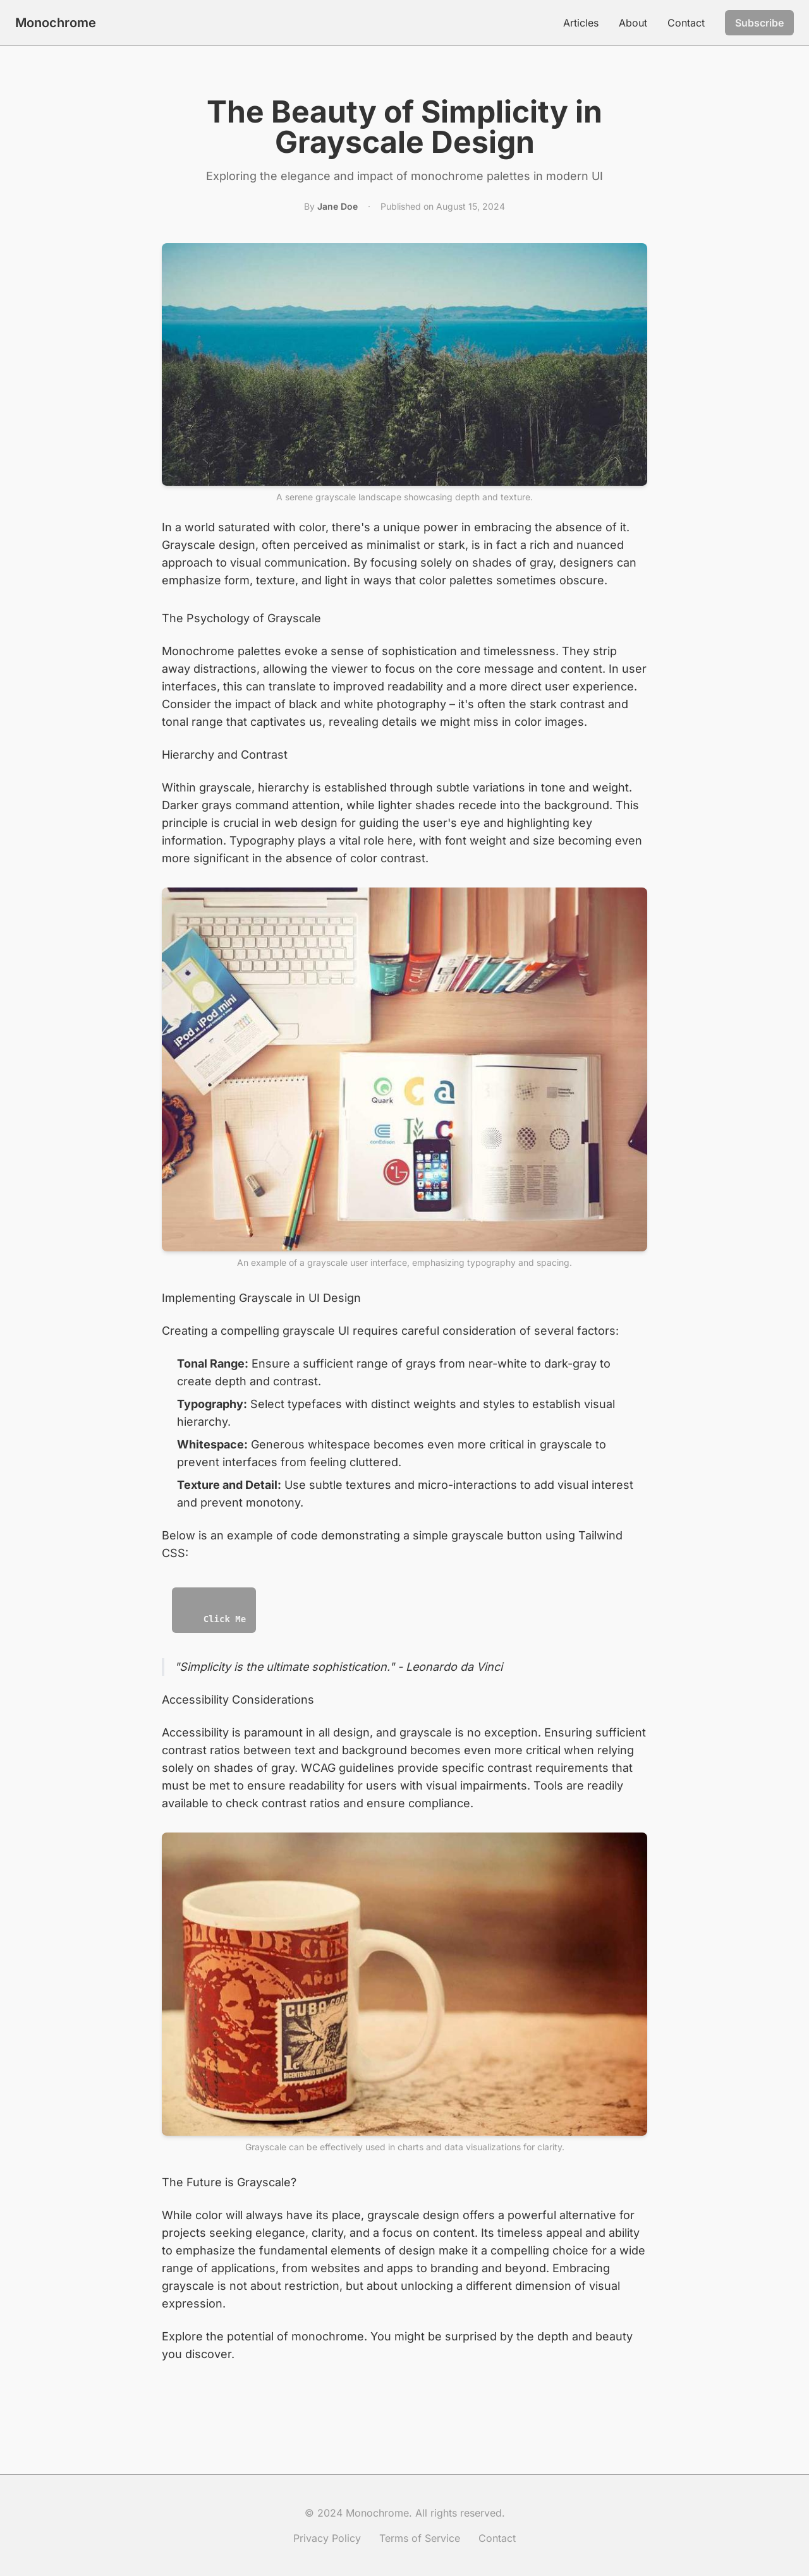 Monochrome
Articles
About
Contact
Subscribe
The Beauty of Simplicity in
Grayscale Design
Exploring the elegance and impact of monochrome palettes in modern UI
By Jane Doe · Published on August 15, 2024
A serene grayscale landscape showcasing depth and texture.
In a world saturated with color, there's a unique power in embracing the absence of it.
Grayscale design, often perceived as minimalist or stark, is in fact a rich and nuanced
approach to visual communication. By focusing solely on shades of gray, designers can
emphasize form, texture, and light in ways that color palettes sometimes obscure.
The Psychology of Grayscale
Monochrome palettes evoke a sense of sophistication and timelessness. They strip
away distractions, allowing the viewer to focus on the core message and content. In user
interfaces, this can translate to improved readability and a more direct user experience.
Consider the impact of black and white photography – it's often the stark contrast and
tonal range that captivates us, revealing details we might miss in color images.
Hierarchy and Contrast
Within grayscale, hierarchy is established through subtle variations in tone and weight.
Darker grays command attention, while lighter shades recede into the background. This
principle is crucial in web design for guiding the user's eye and highlighting key
information. Typography plays a vital role here, with font weight and size becoming even
more significant in the absence of color contrast.
iPod iPod mini
Quark
An example of a grayscale user interface, emphasizing typography and spacing.
Implementing Grayscale in UI Design
Creating a compelling grayscale UI requires careful consideration of several factors:
Tonal Range: Ensure a sufficient range of grays from near-white to dark-gray to
create depth and contrast.
Typography: Select typefaces with distinct weights and styles to establish visual
hierarchy.
Whitespace: Generous whitespace becomes even more critical in grayscale to
prevent interfaces from feeling cluttered.
Texture and Detail: Use subtle textures and micro-interactions to add visual interest
and prevent monotony.
Below is an example of code demonstrating a simple grayscale button using Tailwind
CSS:
Click Me
"Simplicity is the ultimate sophistication." - Leonardo da Vinci
Accessibility Considerations
Accessibility is paramount in all design, and grayscale is no exception. Ensuring sufficient
contrast ratios between text and background becomes even more critical when relying
solely on shades of gray. WCAG guidelines provide specific contrast requirements that
must be met to ensure readability for users with visual impairments. Tools are readily
available to check contrast ratios and ensure compliance.
BLICA DE CU
AÑO 19
CUBA CO
1c
BICENTENARIO DEL
Grayscale can be effectively used in charts and data visualizations for clarity.
The Future is Grayscale?
While color will always have its place, grayscale design offers a powerful alternative for
projects seeking elegance, clarity, and a focus on content. Its timeless appeal and ability
to emphasize the fundamental elements of design make it a compelling choice for a wide
range of applications, from websites and apps to branding and beyond. Embracing
grayscale is not about restriction, but about unlocking a different dimension of visual
expression.
Explore the potential of monochrome. You might be surprised by the depth and beauty
you discover.
© 2024 Monochrome. All rights reserved.
Privacy Policy
Terms of Service
Contact